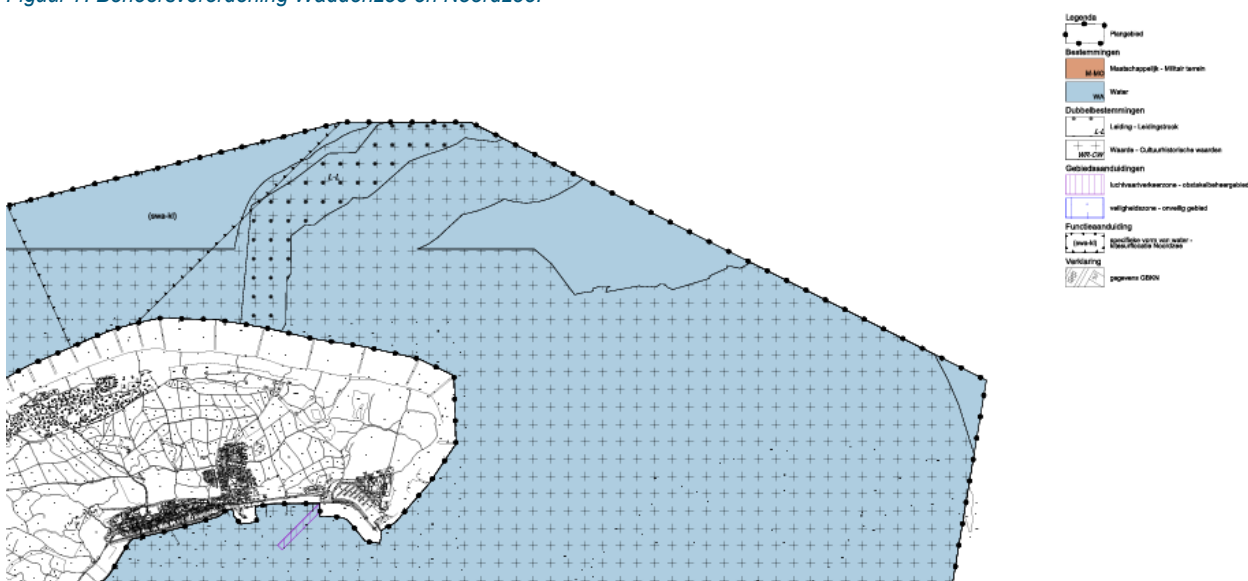 Figuur 7: Beheersverordening Waddenzee en Noordzee.
Legenda
Plangebied
Bestemmingen
M-MO
Maatschappelijk - Militair terrein
WA
Water
Dubbelbestemmingen
L-L
Leiding - Leidingstrook
WR-CW
Waarde - Cultuurhistorische waarden
Gebiedsaanduidingen
luchtvaartverkeerzone - obstakelbeheergebied
veiligheidszone - onveilig gebied
Functieaanduiding
(swa-kl)
specifieke vorm van water -
Noordzee
Verklaring
gegevens GBKN
L-L
(swa-kl)